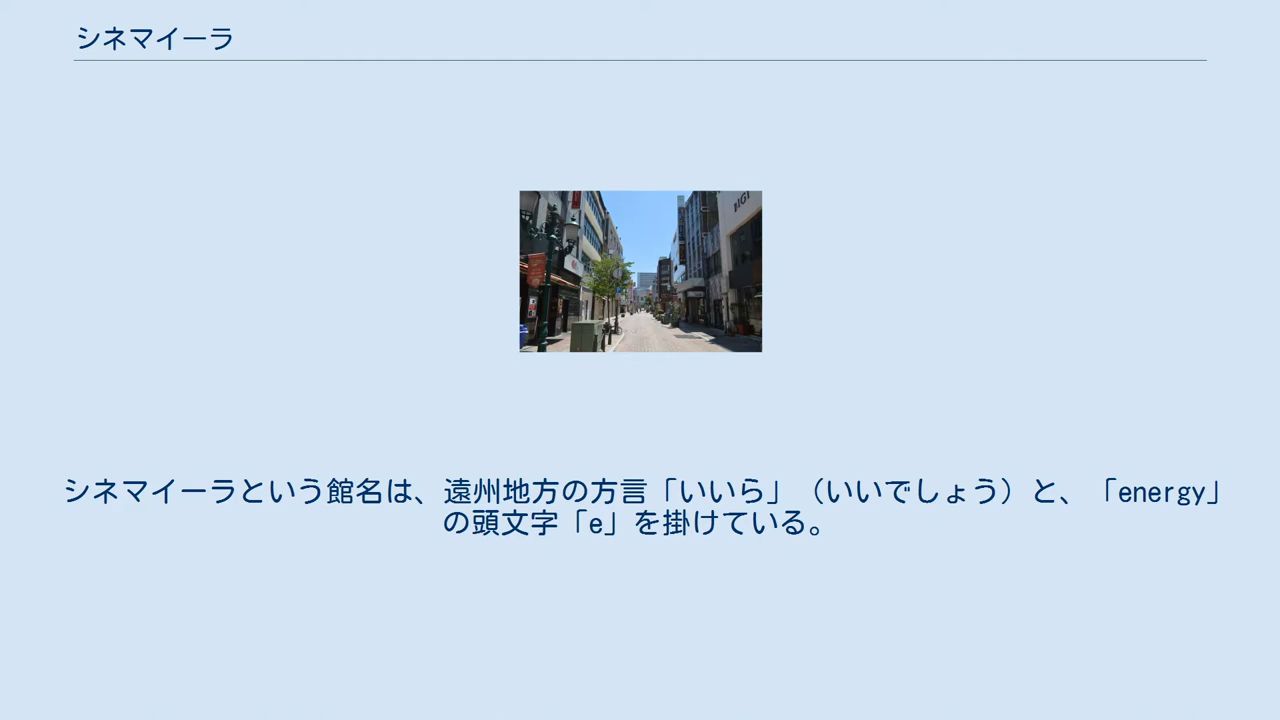 シネマイーラ
BIGI
シネマイーラという館名は、遠州地方の方言「いいら」（いいでしょう）と、「energy」
の頭文字「e」を掛けている。